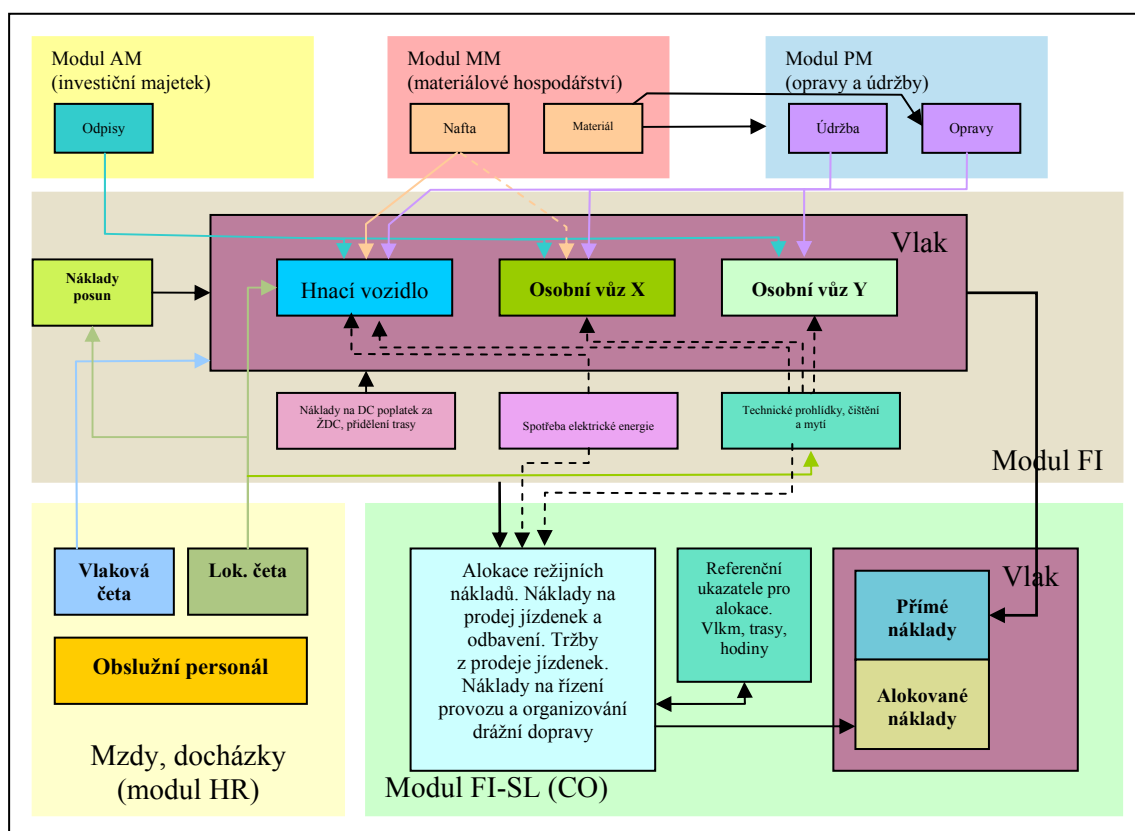 Modul AM
(investiční majetek)
Odpisy
Modul MM
(materiálové hospodářství)
Nafta
Materiál
Modul PM
(opravy a údržby)
Údržba
Opravy
Vlak
Náklady
posun
Hnací vozidlo
Osobní vůz X
Osobní vůz Y
Náklady na DC poplatek za
ŽDC, přidělení trasy
Spotřeba elektrické energie
Technické prohlídky, čištění
a mytí
Modul FI
Vlaková
četa
Lok. četa
Obslužní personál
Mzdy, docházky
(modul HR)
Alokace režijních
nákladů. Náklady na
prodej jízdenek a
odbavení. Tržby
z prodeje jízdenek.
Náklady na řízení
provozu a organizování
drážní dopravy
Referenční
ukazatele pro
alokace.
Vlkm, trasy,
hodiny
Vlak
Přímé
náklady
Alokované
náklady
Modul FI-SL (CO)